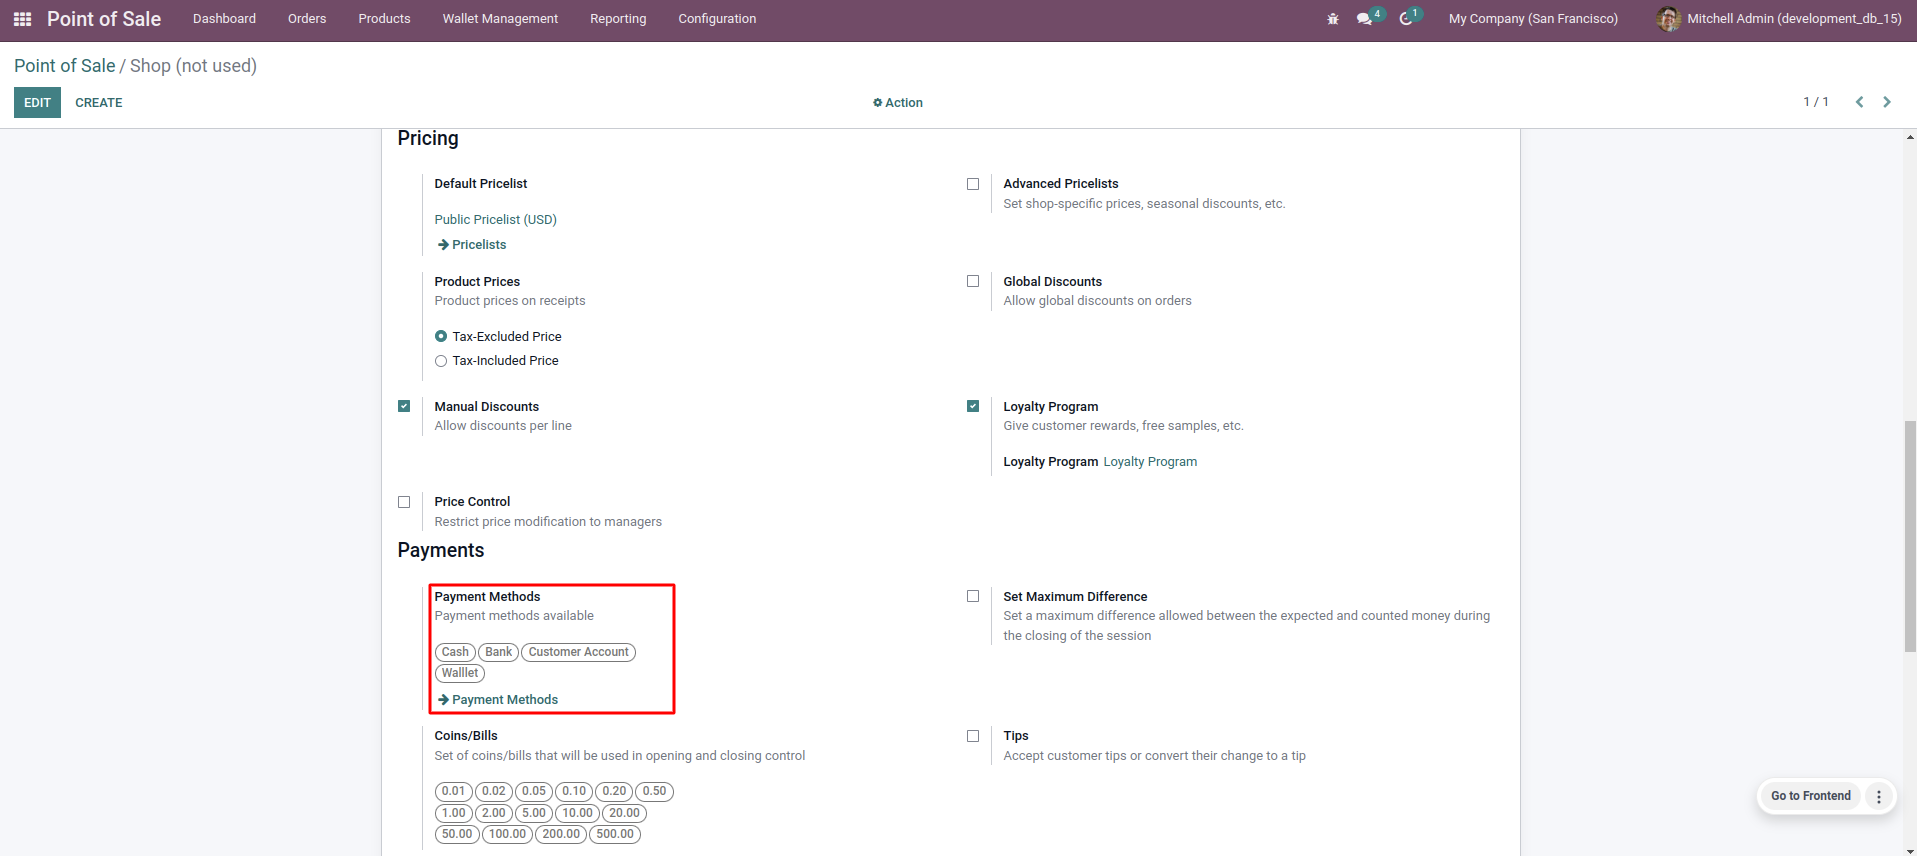 Point of Sale Dashboard Orders Products Wallet Management Reporting Configuration 4 1 My Company (San Francisco) Mitchell Admin (development_db_15)
Point of Sale / Shop (not used)
EDIT CREATE Action 1 / 1
Pricing
Default Pricelist
Public Pricelist (USD)
Pricelists
Advanced Pricelists
Set shop-specific prices, seasonal discounts, etc.
Product Prices
Product prices on receipts
Tax-Excluded Price
Tax-Included Price
Global Discounts
Allow global discounts on orders
Manual Discounts
Allow discounts per line
Loyalty Program
Give customer rewards, free samples, etc.
Loyalty Program Loyalty Program
Price Control
Restrict price modification to managers
Payments
Payment Methods
Payment methods available
Cash Bank Customer Account
Walllet
Payment Methods
Set Maximum Difference
Set a maximum difference allowed between the expected and counted money during
the closing of the session
Coins/Bills
Set of coins/bills that will be used in opening and closing control
0.01 0.02 0.05 0.10 0.20 0.50
1.00 2.00 5.00 10.00 20.00
50.00 100.00 200.00 500.00
Tips
Accept customer tips or convert their change to a tip
Go to Frontend